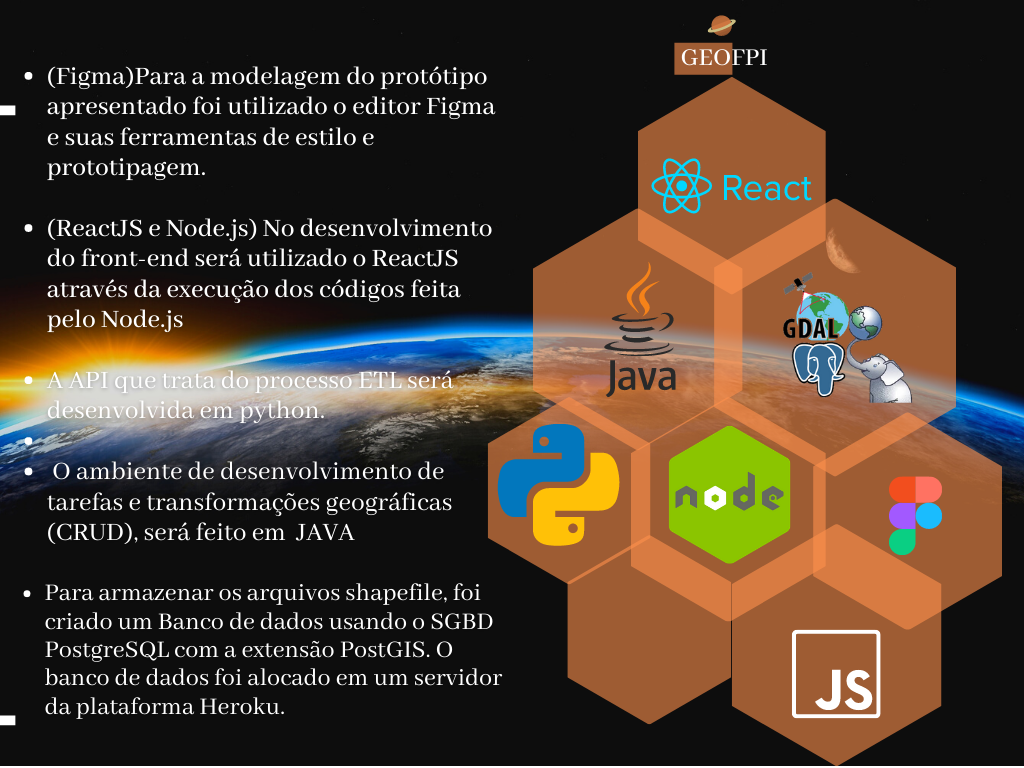 GEOFPI
(Figma)Para a modelagem do protótipo
apresentado foi utilizado o editor Figma
e suas ferramentas de estilo e
prototipagem.
(ReactJS e Node.js) No desenvolvimento
do front-end será utilizado o ReactJS
através da execução dos códigos feita
pelo Node.js
A API que trata do processo ETL será
desenvolvida em python.
O ambiente de desenvolvimento de
tarefas e transformações geográficas
(CRUD), será feito em JAVA
Para armazenar os arquivos shapefile, foi
criado um Banco de dados usando o SGBD
PostgreSQL com a extensão PostGIS. O
banco de dados foi alocado em um servidor
da plataforma Heroku.
React
Java
GDAL
node
JS